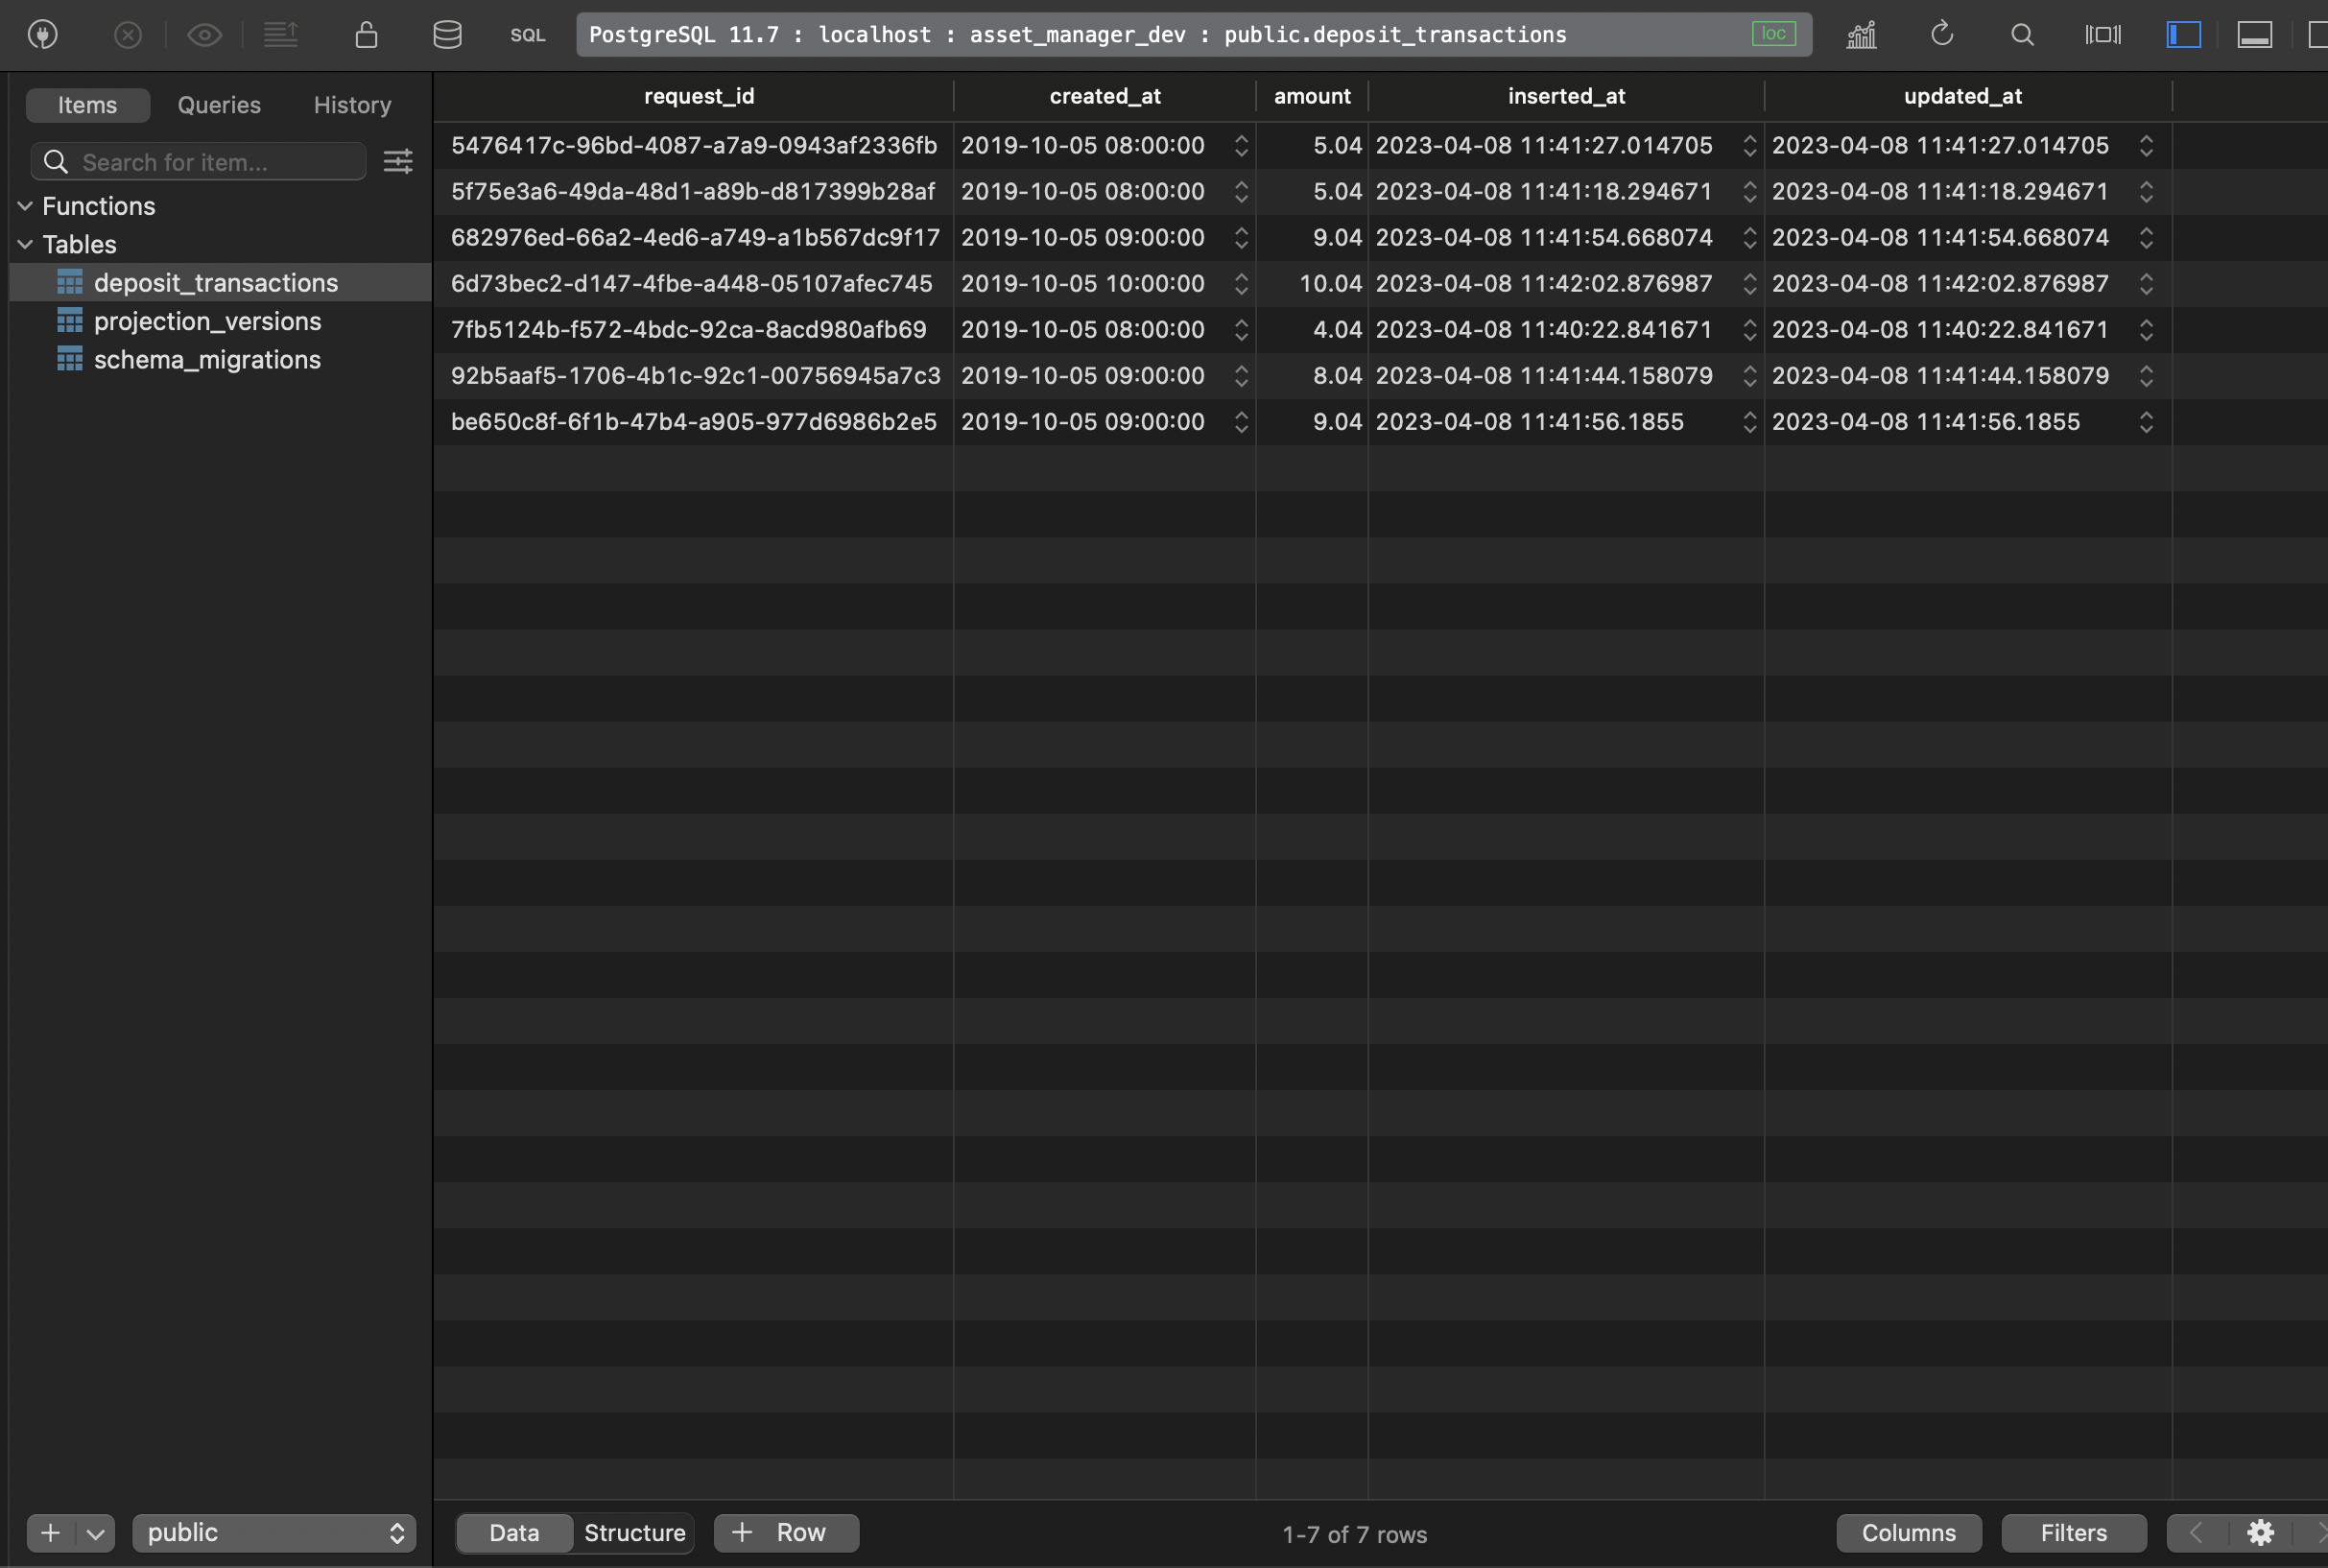 SQL
PostgreSQL 11.7 : localhost : asset_manager_dev : public.deposit_transactions
loc
Items Queries History
Search for item...
Functions
Tables
deposit_transactions
projection_versions
schema_migrations
request_id created_at amount inserted_at updated_at
5476417c-96bd-4087-a7a9-0943af2336fb 2019-10-05 08:00:00 5.04 2023-04-08 11:41:27.014705 2023-04-08 11:41:27.014705
5f75e3a6-49da-48d1-a89b-d817399b28af 2019-10-05 08:00:00 5.04 2023-04-08 11:41:18.294671 2023-04-08 11:41:18.294671
682976ed-66a2-4ed6-a749-a1b567dc9f17 2019-10-05 09:00:00 9.04 2023-04-08 11:41:54.668074 2023-04-08 11:41:54.668074
6d73bec2-d147-4fbe-a448-05107afec745 2019-10-05 10:00:00 10.04 2023-04-08 11:42:02.876987 2023-04-08 11:42:02.876987
7fb5124b-f572-4bdc-92ca-8acd980afb69 2019-10-05 08:00:00 4.04 2023-04-08 11:40:22.841671 2023-04-08 11:40:22.841671
92b5aaf5-1706-4b1c-92c1-00756945a7c3 2019-10-05 09:00:00 8.04 2023-04-08 11:41:44.158079 2023-04-08 11:41:44.158079
be650c8f-6f1b-47b4-a905-977d6986b2e5 2019-10-05 09:00:00 9.04 2023-04-08 11:41:56.1855 2023-04-08 11:41:56.1855
public
Data Structure + Row
1-7 of 7 rows
Columns Filters